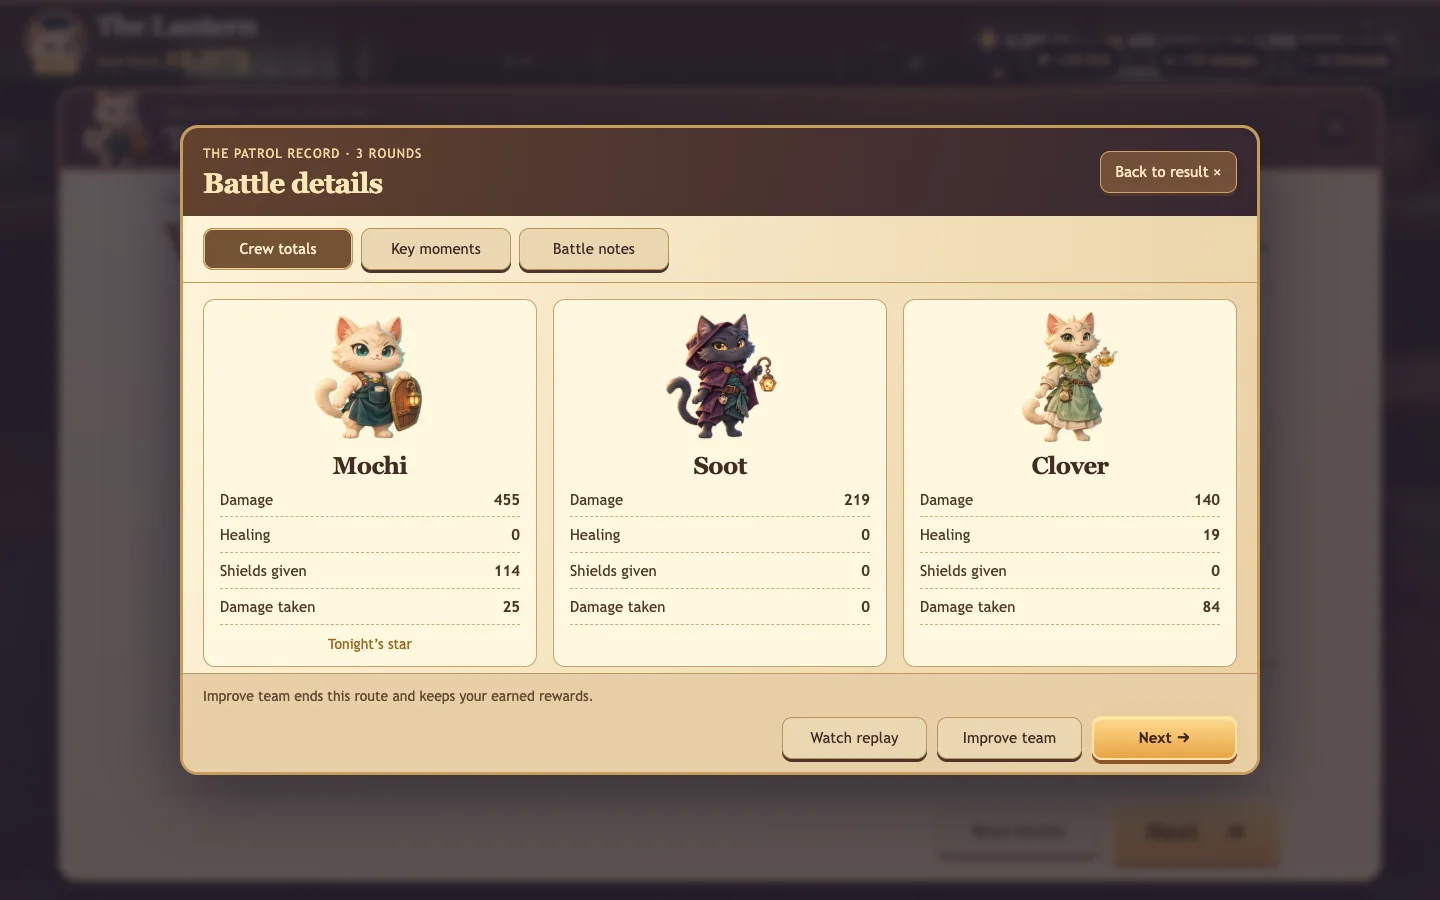 The Lantern
THE PATROL RECORD · 3 ROUNDS
Battle details
Back to result ×
Crew totals
Key moments
Battle notes
Mochi
Damage 455
Healing 0
Shields given 114
Damage taken 25
Tonight's star
Soot
Damage 219
Healing 0
Shields given 0
Damage taken 0
Clover
Damage 140
Healing 19
Shields given 0
Damage taken 84
Improve team ends this route and keeps your earned rewards.
Watch replay
Improve team
Next →
Next →